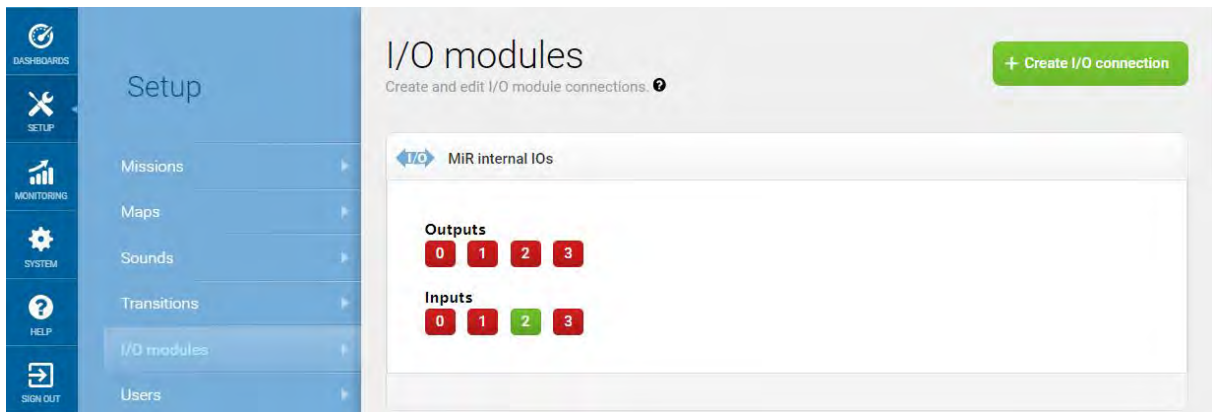 DASHBOARDS
SETUP
MONITORING
SYSTEM
HELP
SIGN OUT
Setup
Missions
Maps
Sounds
Transitions
I/O modules
Users
I/O modules
Create and edit I/O module connections. ?
+ Create I/O connection
I/O MiR internal IOs
Outputs
0 1 2 3
Inputs
0 1 2 3